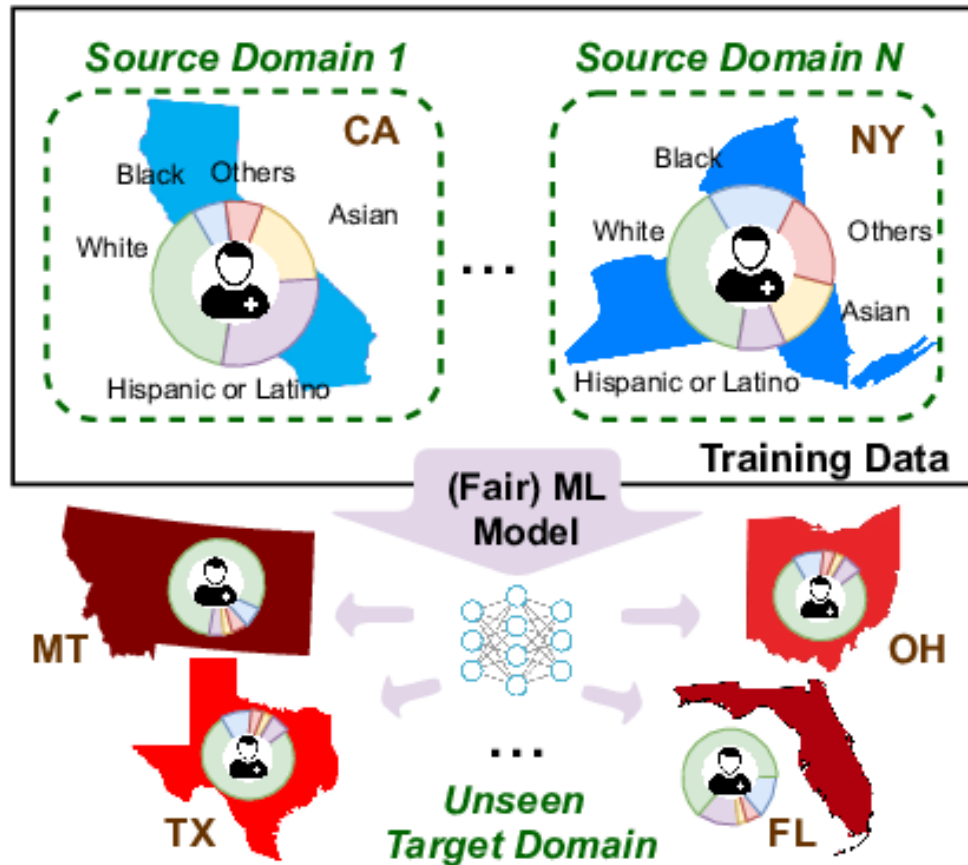 Source Domain 1
Source Domain N
CA
NY
Black
Others
Asian
White
Hispanic or Latino
Black
White
Others
Asian
Hispanic or Latino
...
Training Data
(Fair) ML
Model
MT
OH
TX
FL
...
Unseen
Target Domain